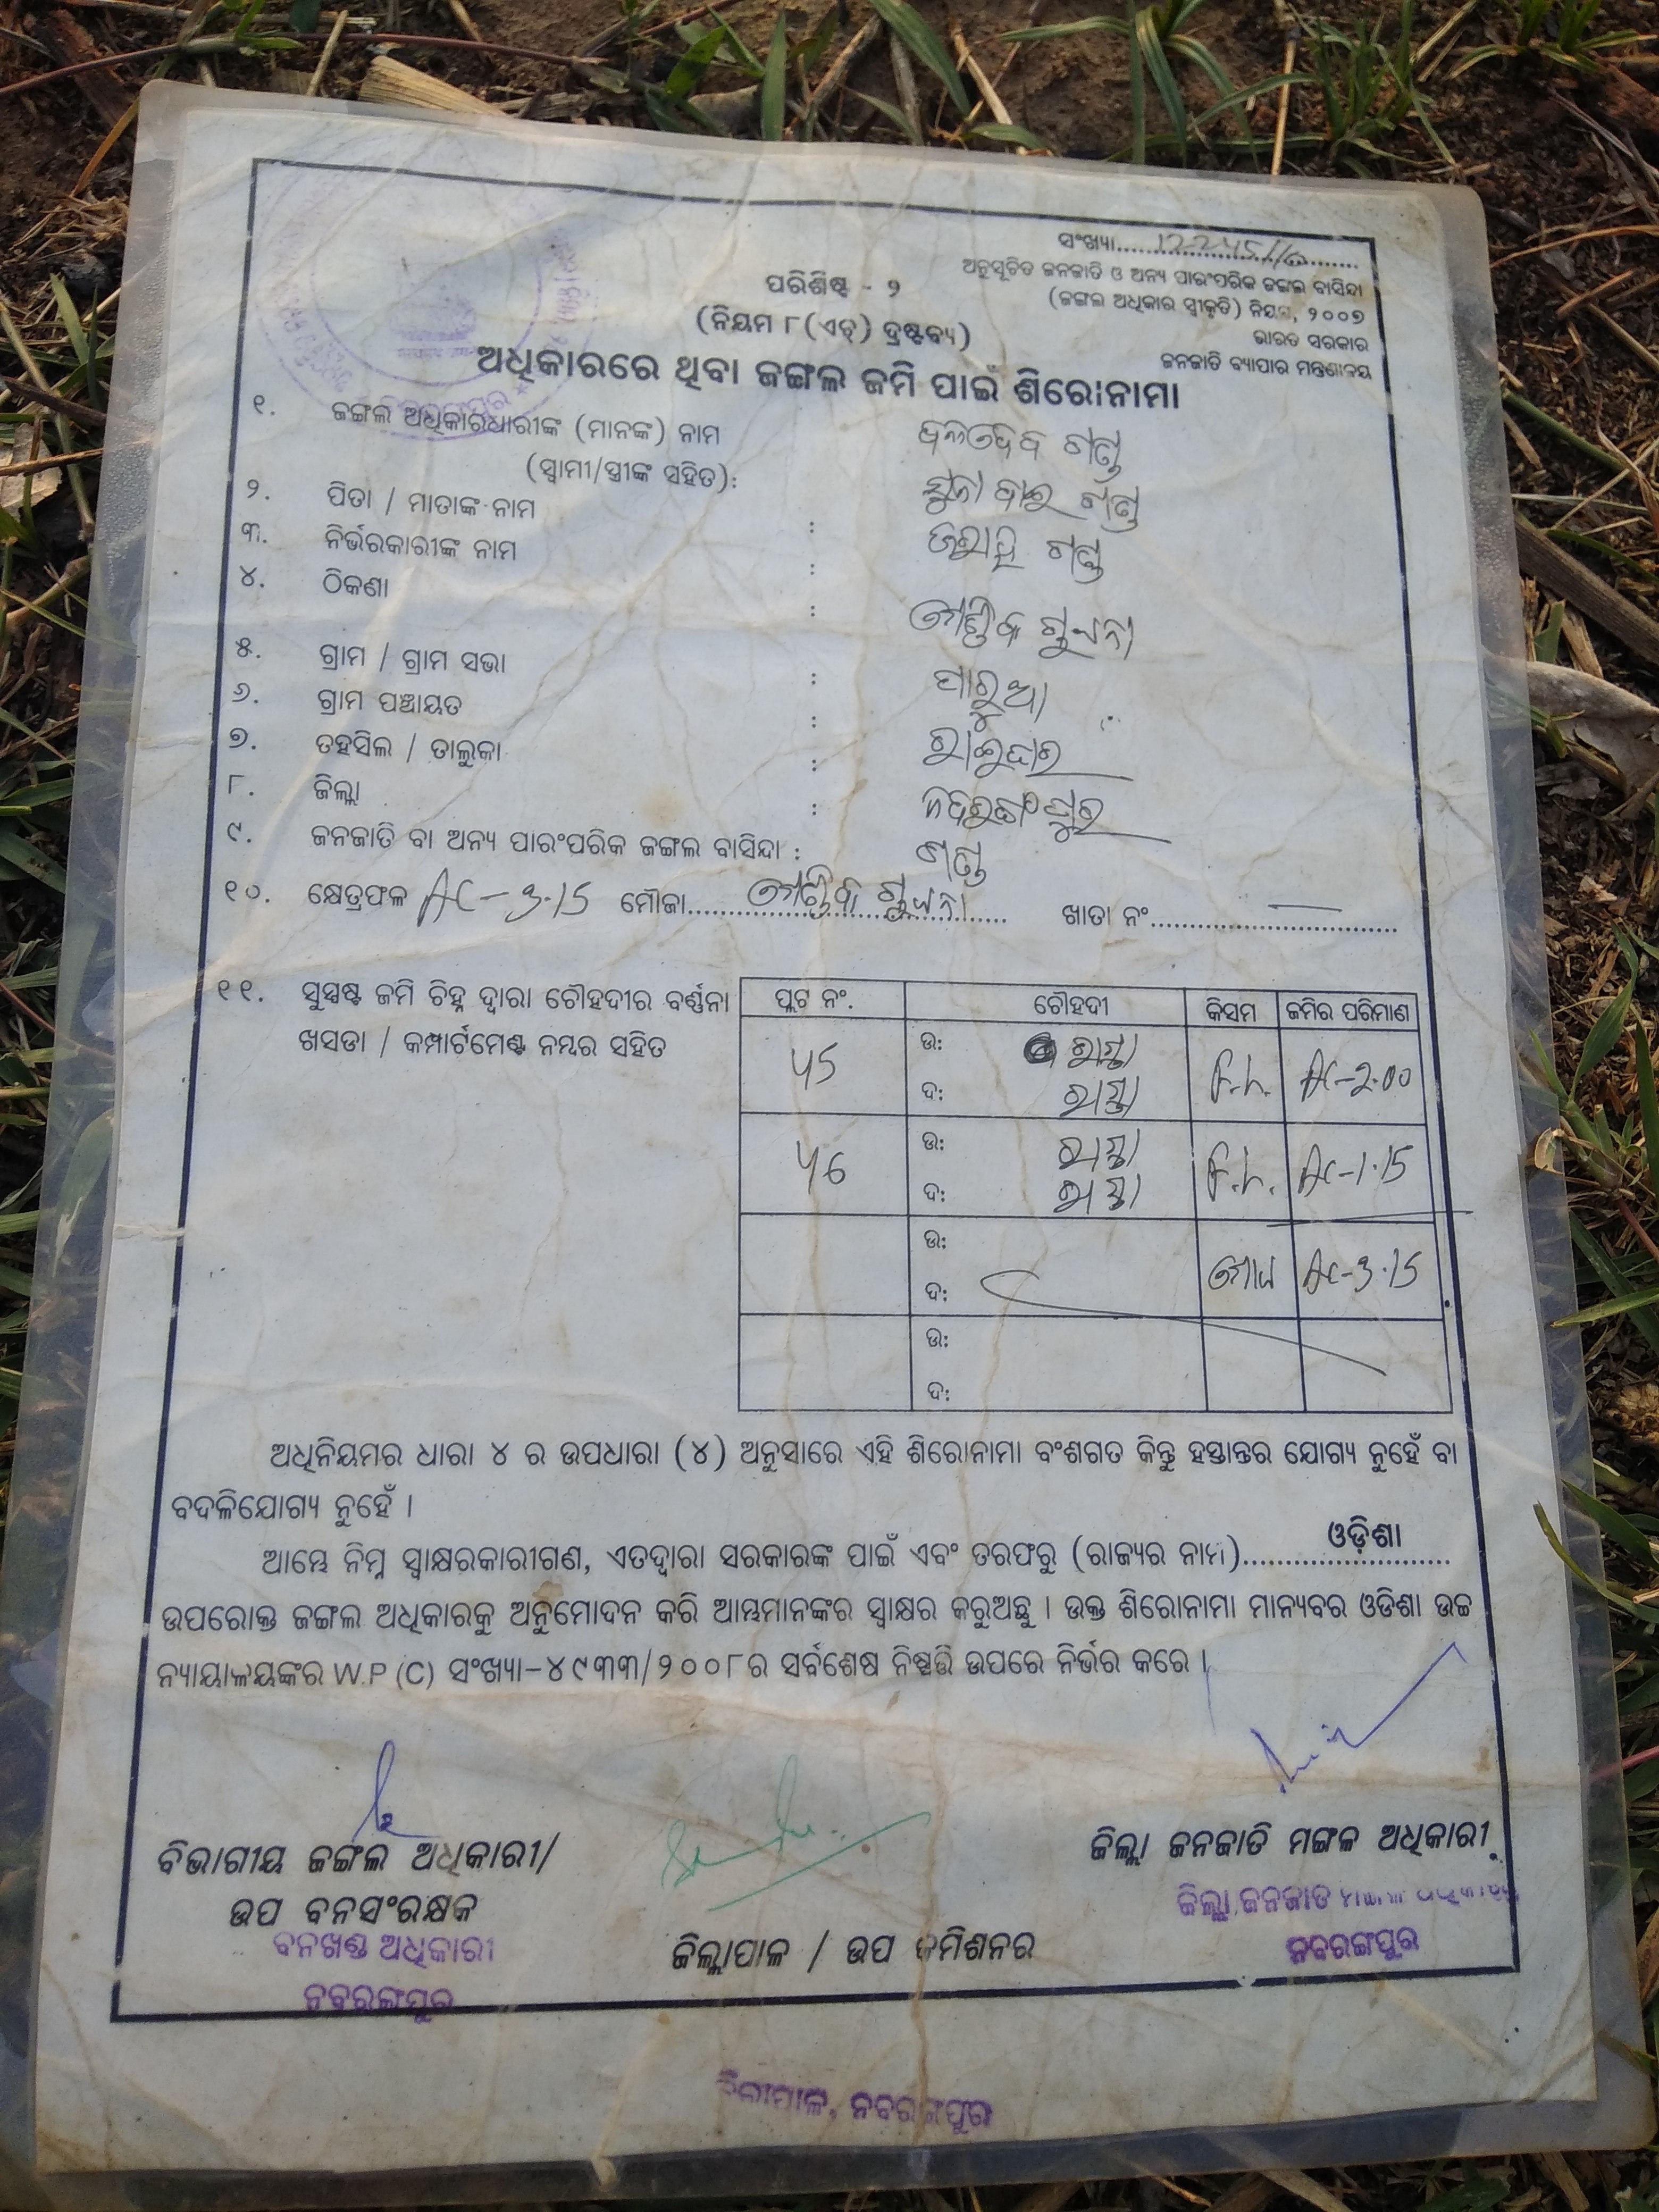 ସଂଖ୍ୟା
ଅନୁସୂଚିତ ଜନଜାତି ଓ ଅନ୍ୟ ପାରଂପରିକ ଜଙ୍ଗଲ ବାସିନ୍ଦା
(ଜଙ୍ଗଲ ଅଧିକାର ସ୍ୱୀକୃତି) ନିୟମ, ୨୦୦୭
ଭାରତ ସରକାର
ଜନଜାତି ବ୍ୟାପାର ମନ୍ତ୍ରଣାଳୟ
ପରିଶିଷ୍ଟ - ୨
(ନିୟମ ୮(ଏଚ୍) ଦ୍ରଷ୍ଟବ୍ୟ)
ଅଧିକାରରେ ଥିବା ଜଙ୍ଗଲ ଜମି ପାଇଁ ଶିରୋନାମା
୧. ଜଙ୍ଗଲ ଅଧିକାରଧାରୀଙ୍କ (ମାନଙ୍କ) ନାମ
(ସ୍ୱାମୀ/ସ୍ତ୍ରୀଙ୍କ ସହିତ):
୨. ପିତା / ମାତାଙ୍କ ନାମ :
୩. ନିର୍ଭରକାରୀଙ୍କ ନାମ :
୪. ଠିକଣା :
୫. ଗ୍ରାମ / ଗ୍ରାମ ସଭା :
୬. ଗ୍ରାମ ପଞ୍ଚାୟତ : ପାରୁଆ
୭. ତହସିଲ / ତାଲୁକା : ରାଇଘର
୮. ଜିଲ୍ଲା : ନବରଙ୍ଗପୁର
୯. ଜନଜାତି ବା ଅନ୍ୟ ପାରଂପରିକ ଜଙ୍ଗଲ ବାସିନ୍ଦା : ଗଣ୍ଡ
୧୦. କ୍ଷେତ୍ରଫଳ AC-3.15 ମୌଜା ଖାତା ନଂ
୧୧. ସୁସ୍ପଷ୍ଟ ଜମି ଚିହ୍ନ ଦ୍ୱାରା ଚୌହଦୀର ବର୍ଣ୍ଣନା
ଖସଡା / କମ୍ପାର୍ଟମେଣ୍ଟ ନମ୍ବର ସହିତ
ପ୍ଲଟ ନଂ. ଚୌହଦୀ କିସମ ଜମିର ପରିମାଣ
ଉ: ରାସ୍ତା
45 F.L. AC-2.00
ଦ: ରାସ୍ତା
ଉ: ରାସ୍ତା
46 F.L. AC-1.15
ଦ: ରାସ୍ତା
ଉ:
ମୋଟ AC-3.15
ଦ:
ଉ:
ଦ:
ଅଧିନିୟମର ଧାରା ୪ ର ଉପଧାରା (୪) ଅନୁସାରେ ଏହି ଶିରୋନାମା ବଂଶଗତ କିନ୍ତୁ ହସ୍ତାନ୍ତର ଯୋଗ୍ୟ ନୁହେଁ ବା
ବଦଳିଯୋଗ୍ୟ ନୁହେଁ ।
ଆମ୍ଭେ ନିମ୍ନ ସ୍ୱାକ୍ଷରକାରୀଗଣ, ଏତଦ୍ୱାରା ସରକାରଙ୍କ ପାଇଁ ଏବଂ ତରଫରୁ (ରାଜ୍ୟର ନାମ) ଓଡ଼ିଶା
ଉପରୋକ୍ତ ଜଙ୍ଗଲ ଅଧିକାରକୁ ଅନୁମୋଦନ କରି ଆମ୍ଭମାନଙ୍କର ସ୍ୱାକ୍ଷର କରୁଅଛୁ । ଉକ୍ତ ଶିରୋନାମା ମାନ୍ୟବର ଓଡିଶା ଉଚ୍ଚ
ନ୍ୟାୟାଳୟଙ୍କର W.P (C) ସଂଖ୍ୟା-୪୯୩୩/୨୦୦୮ର ସର୍ବଶେଷ ନିଷ୍ପତ୍ତି ଉପରେ ନିର୍ଭର କରେ ।
ବିଭାଗୀୟ ଜଙ୍ଗଲ ଅଧିକାରୀ/
ଉପ ବନସଂରକ୍ଷକ
ବନଖଣ୍ଡ ଅଧିକାରୀ
ନବରଙ୍ଗପୁର
ଜିଲ୍ଲାପାଳ / ଉପ କମିଶନର
ଜିଲ୍ଲା ଜନଜାତି ମଙ୍ଗଳ ଅଧିକାରୀ
ଜିଲ୍ଲା ଜନଜାତି ମଙ୍ଗଳ ଅଧିକାରୀ
ନବରଙ୍ଗପୁର
ଜିଲ୍ଲାପାଳ, ନବରଙ୍ଗପୁର